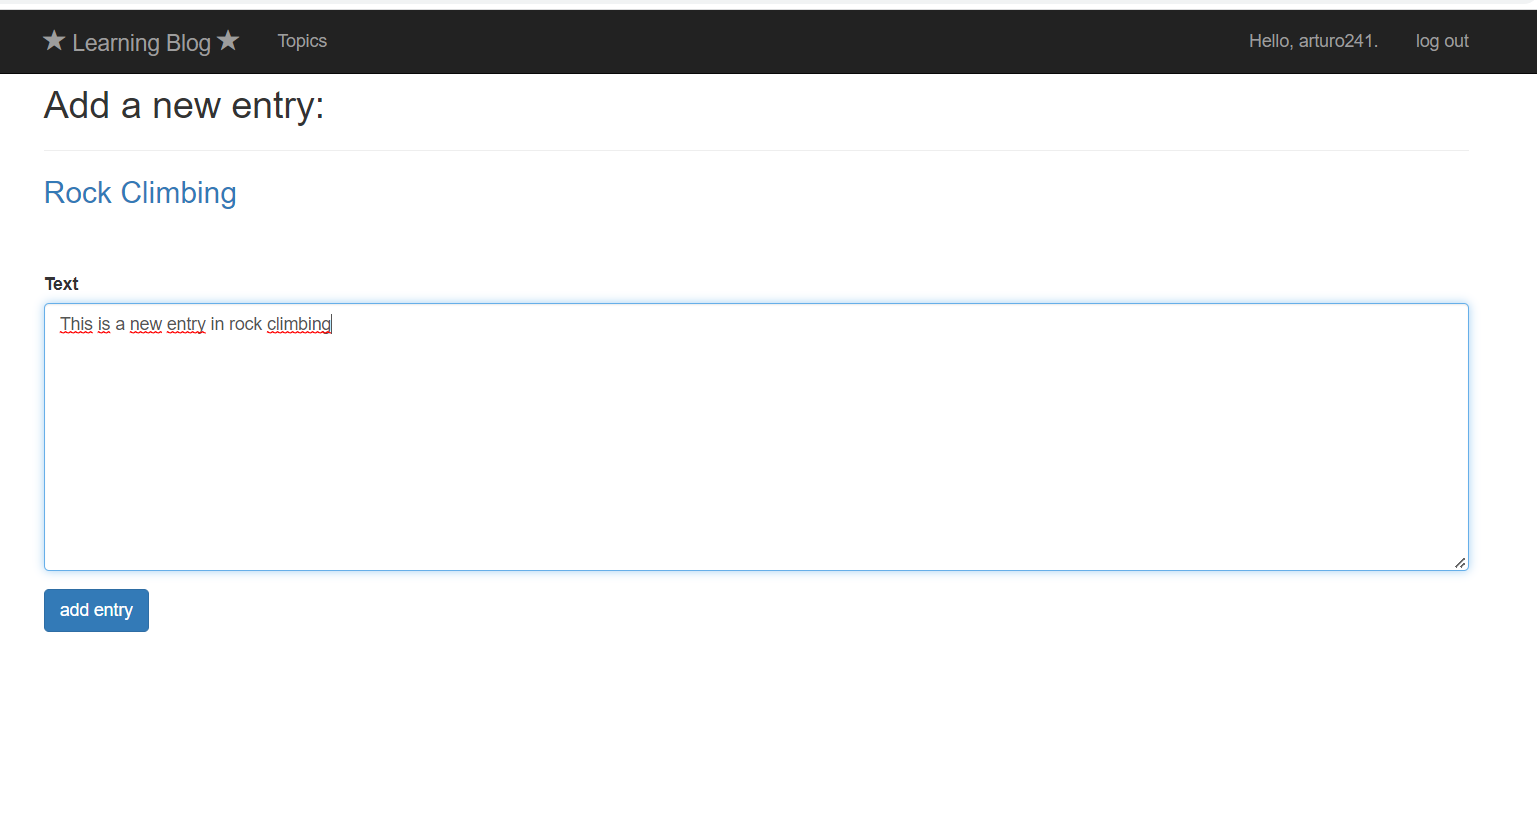 ★ Learning Blog ★ Topics Hello, arturo241. log out
Add a new entry:
Rock Climbing
Text
This is a new entry in rock climbing
add entry